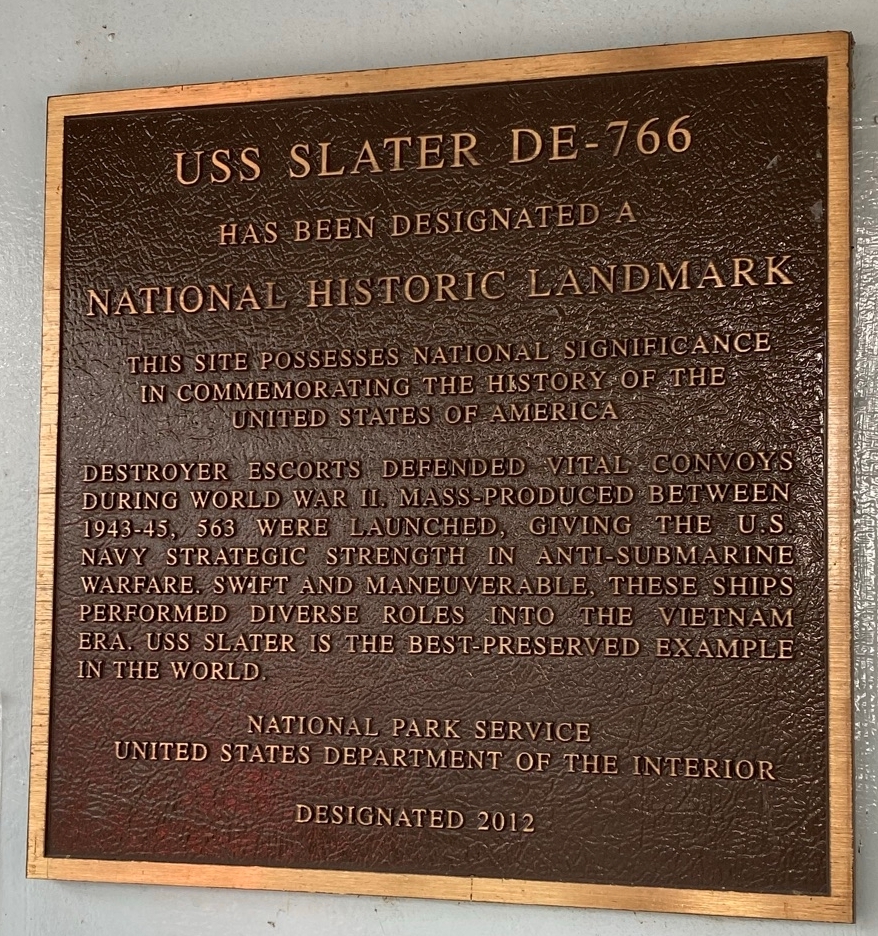 USS SLATER DE-766
HAS BEEN DESIGNATED A
NATIONAL HISTORIC LANDMARK
THIS SITE POSSESSES NATIONAL SIGNIFICANCE
IN COMMEMORATING THE HISTORY OF THE
UNITED STATES OF AMERICA
DESTROYER ESCORTS DEFENDED VITAL CONVOYS
DURING WORLD WAR II. MASS-PRODUCED BETWEEN
1943-45, 563 WERE LAUNCHED, GIVING THE U.S.
NAVY STRATEGIC STRENGTH IN ANTI-SUBMARINE
WARFARE. SWIFT AND MANEUVERABLE, THESE SHIPS
PERFORMED DIVERSE ROLES INTO THE VIETNAM
ERA. USS SLATER IS THE BEST-PRESERVED EXAMPLE
IN THE WORLD.
NATIONAL PARK SERVICE
UNITED STATES DEPARTMENT OF THE INTERIOR
DESIGNATED 2012